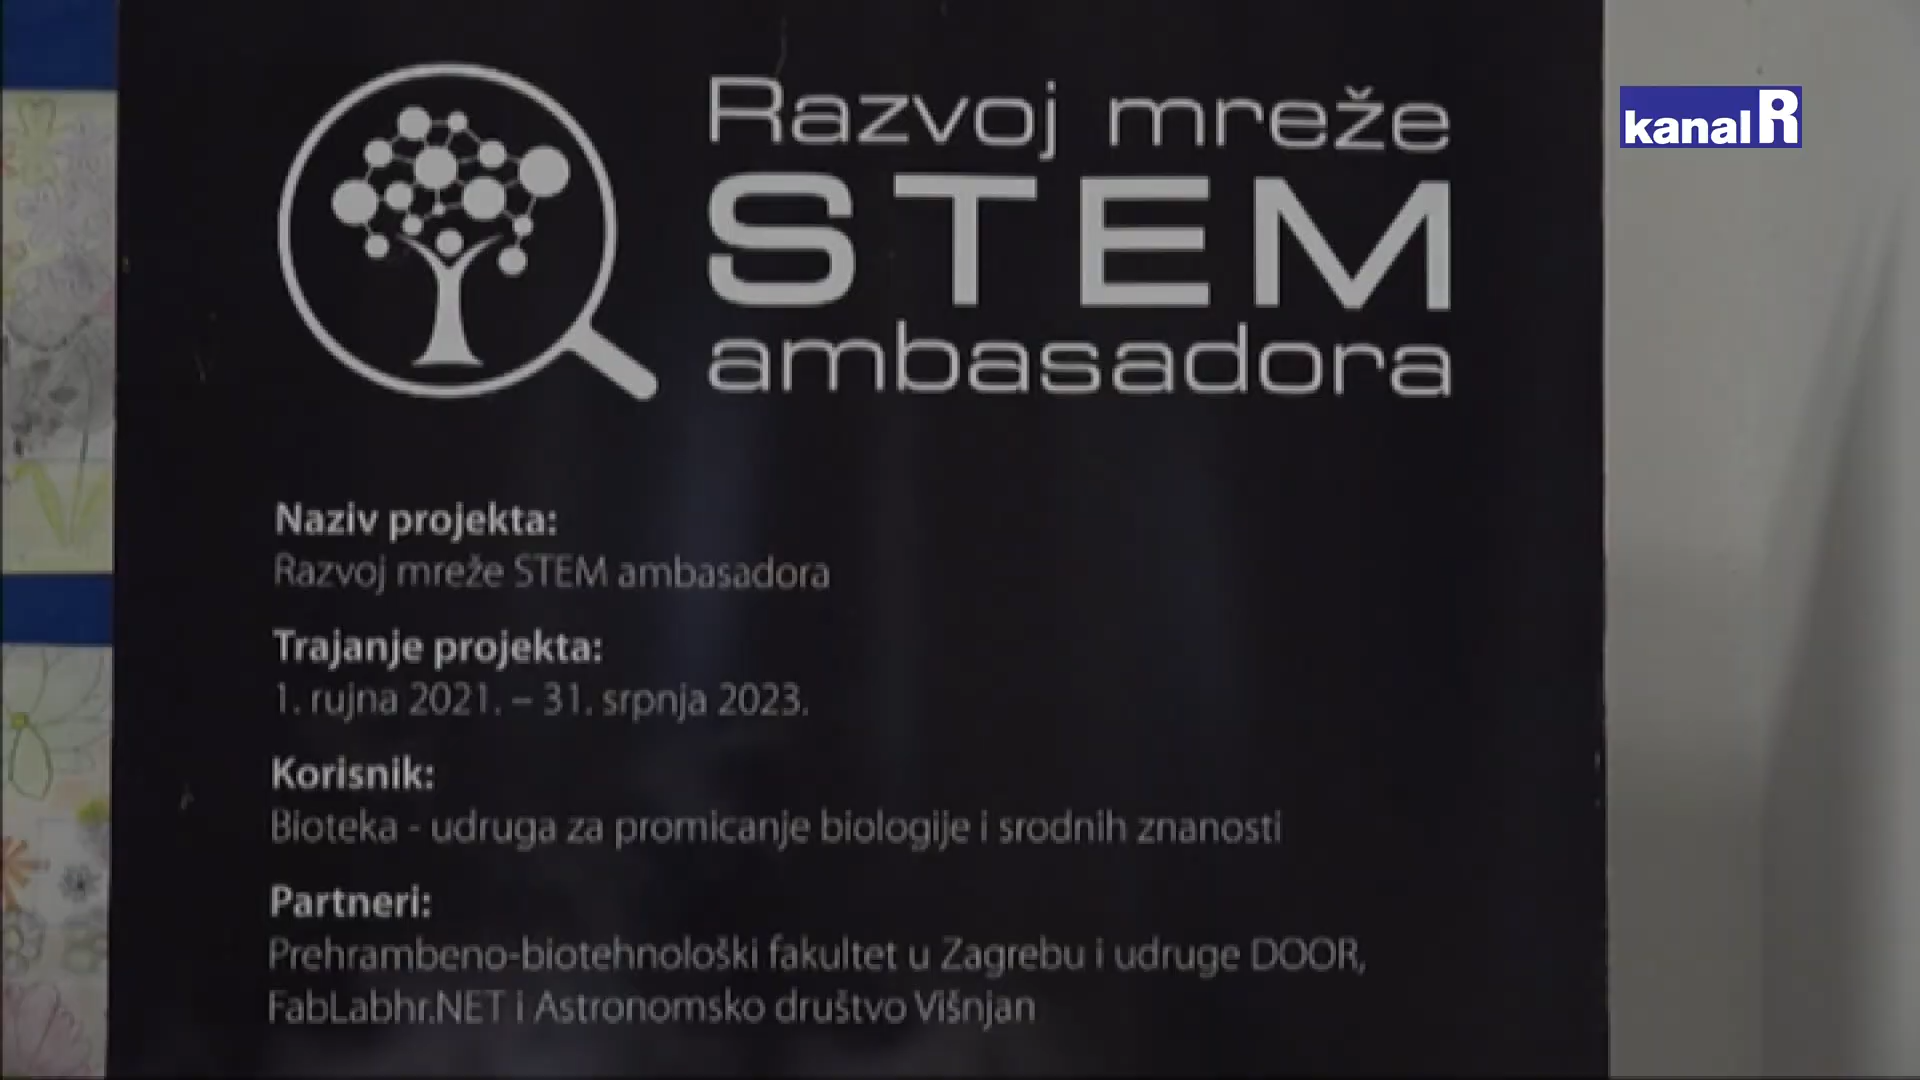 Razvoj mreže
STEM
ambasadora
kanal R
Naziv projekta:
Razvoj mreže STEM ambasadora
Trajanje projekta:
1. rujna 2021. – 31. srpnja 2023.
Korisnik:
Bioteka - udruga za promicanje biologije i srodnih znanosti
Partneri:
Prehrambeno-biotehnološki fakultet u Zagrebu i udruge DOOR,
FabLabhr.NET i Astronomsko društvo Višnjan